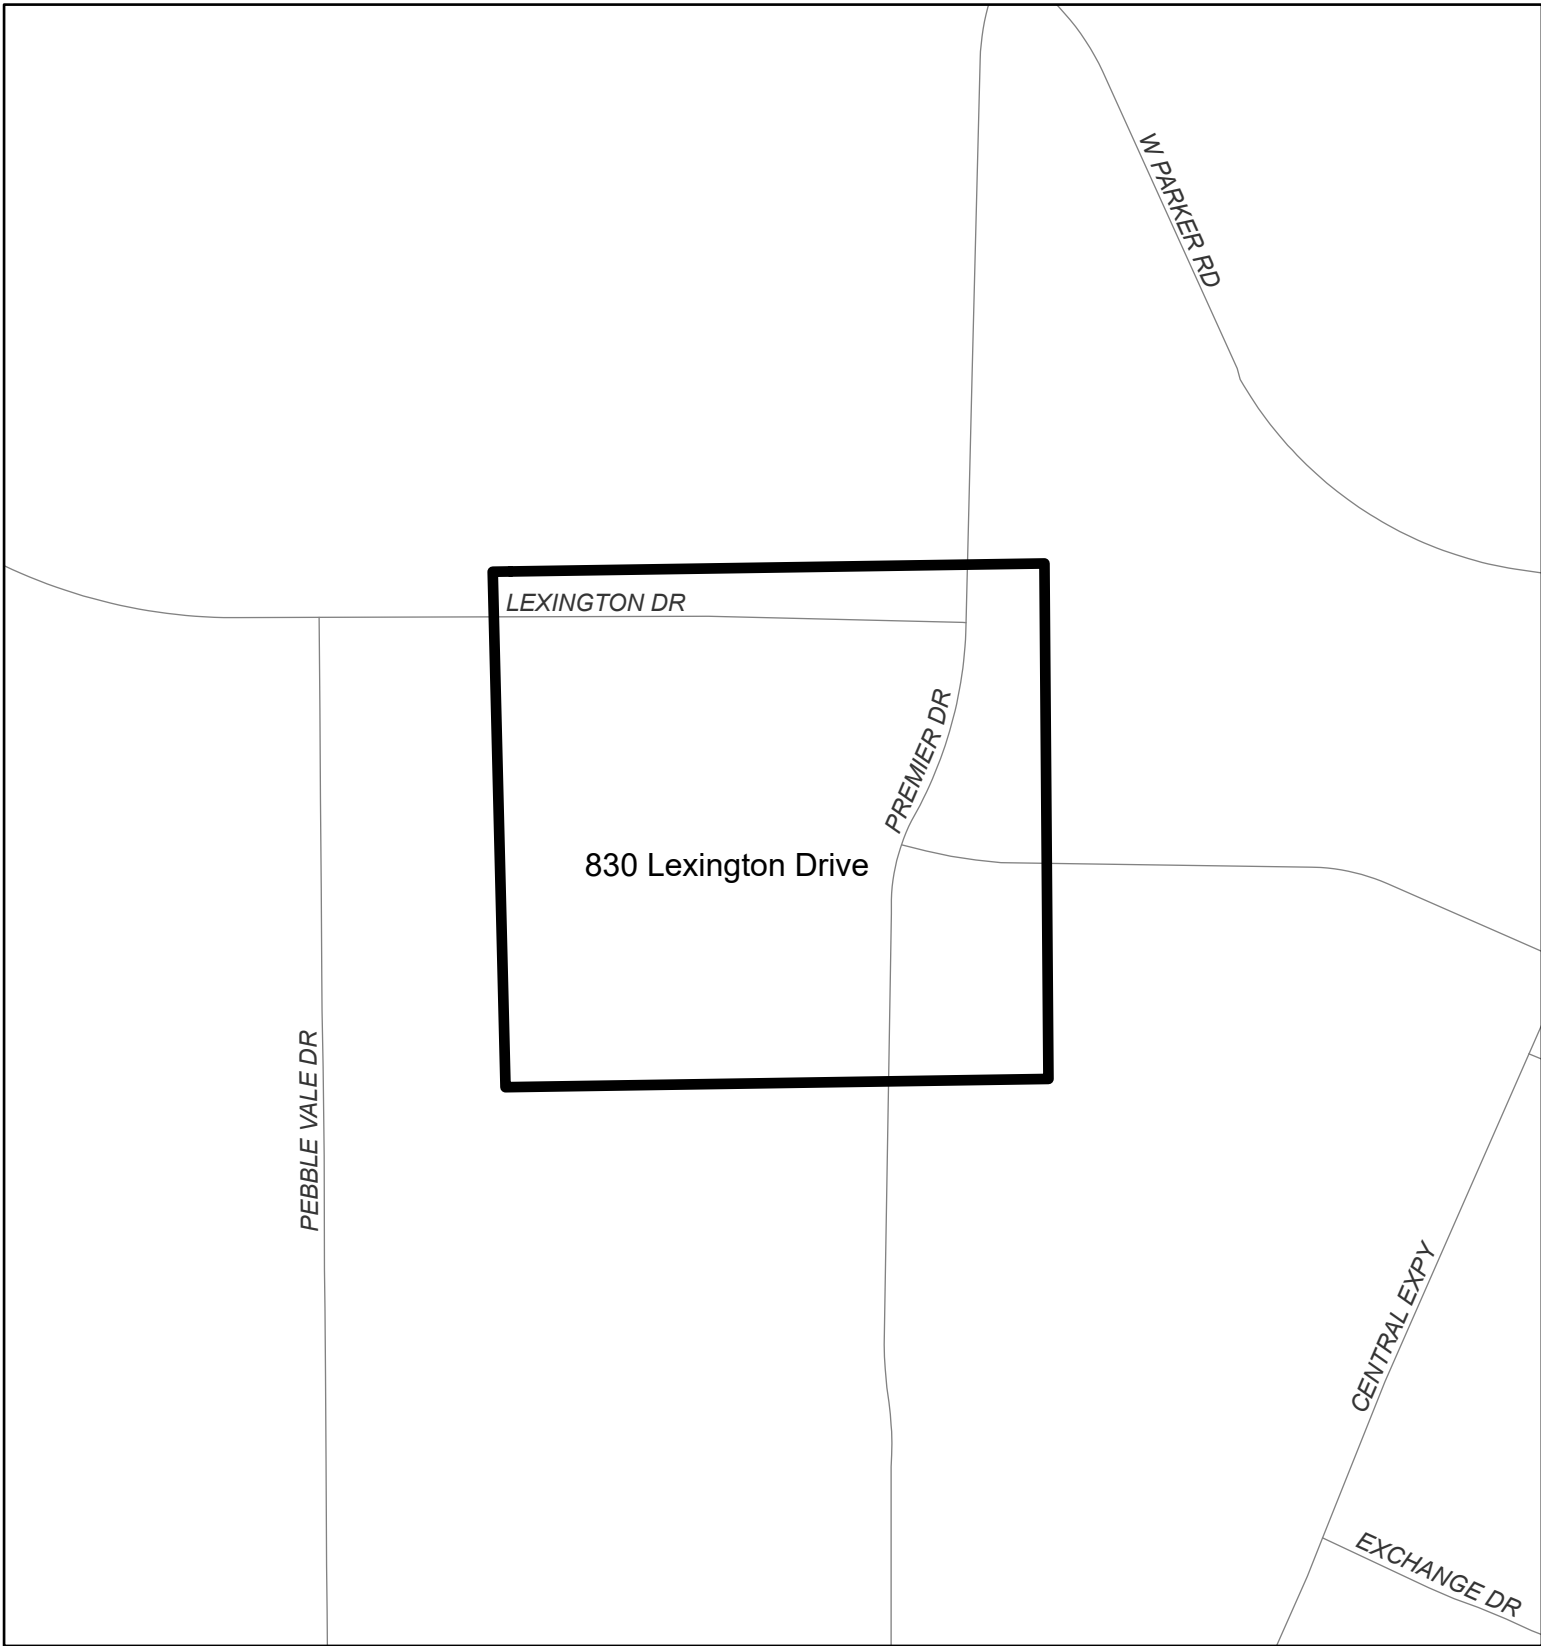 W PARKER RD
LEXINGTON DR
PREMIER DR
830 Lexington Drive
PEBBLE VALE DR
CENTRAL EXPY
EXCHANGE DR